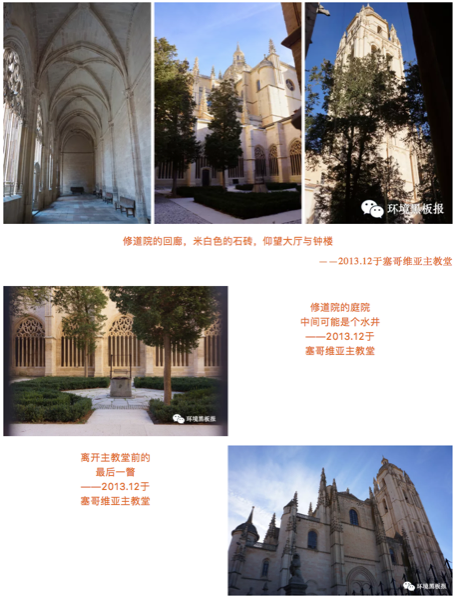 环境黑板报
修道院的回廊，米白色的石砖，仰望大厅与钟楼
——2013.12于塞哥维亚主教堂
修道院的庭院
中间可能是个水井
——2013.12于
塞哥维亚主教堂
环境黑板报
离开主教堂前的
最后一瞥
——2013.12于
塞哥维亚主教堂
环境黑板报